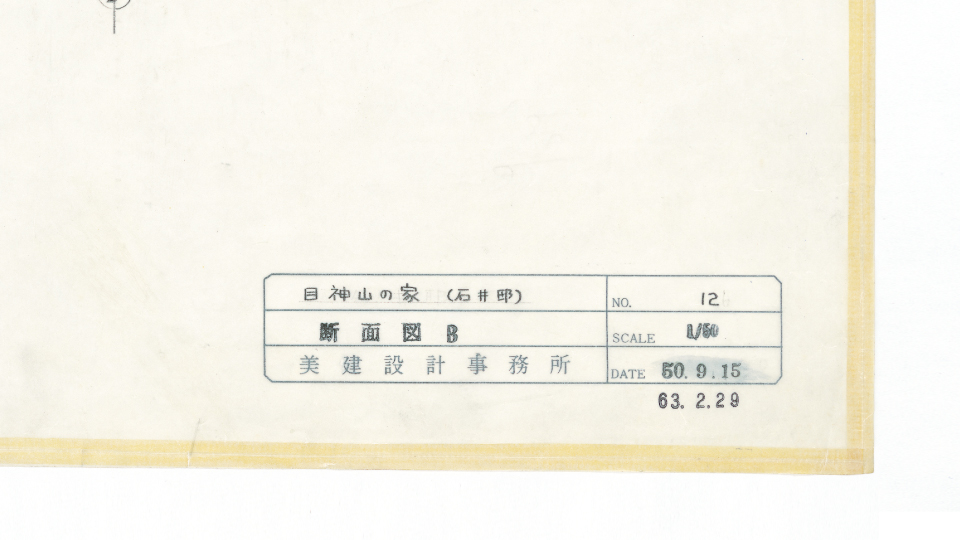 目神山の家 (石井邸) NO. 12
断面図 B SCALE 1/50
美建設計事務所 DATE 50.9.15
63.2.29